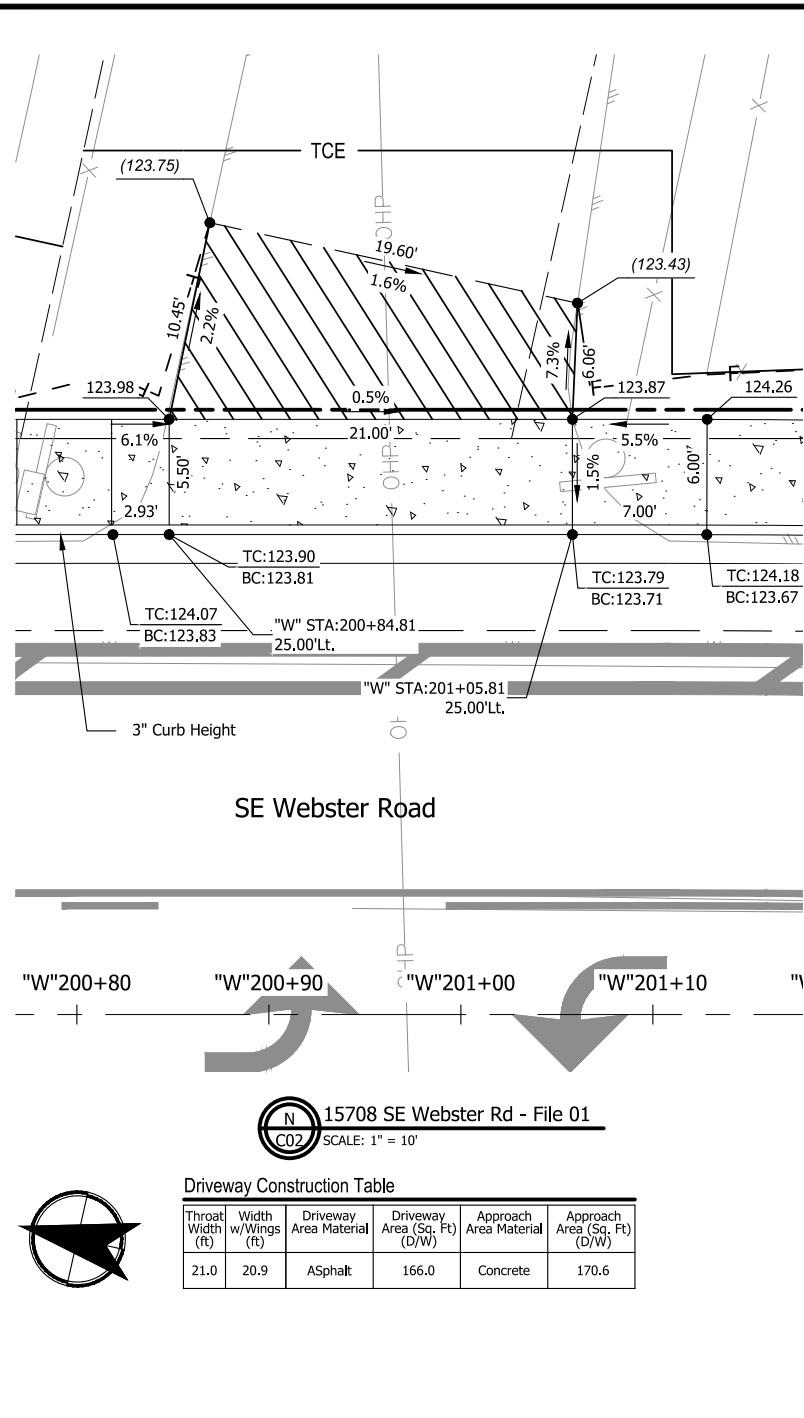 TCE
(123.75)
OHP
19.60'
1.6%
(123.43)
10.45'
2.2%
7.3%
6.06'
123.98
0.5%
123.87
124.26
6.1%
21.00'
5.5%
5.50'
OHP
1.5%
6.00'
2.93'
7.00'
TC:123.90
BC:123.81
TC:123.79
BC:123.71
TC:124.18
BC:123.67
TC:124.07
BC:123.83
"W" STA:200+84.81
25.00'Lt.
"W" STA:201+05.81
25.00'Lt.
3" Curb Height
SE Webster Road
"W"200+80
"W"200+90
"W"201+00
"W"201+10
N
C02
15708 SE Webster Rd - File 01
SCALE: 1" = 10'
Driveway Construction Table
Throat Width (ft)
Width w/Wings (ft)
Driveway Area Material
Driveway Area (Sq. Ft) (D/W)
Approach Area Material
Approach Area (Sq. Ft) (D/W)
21.0
20.9
ASphalt
166.0
Concrete
170.6